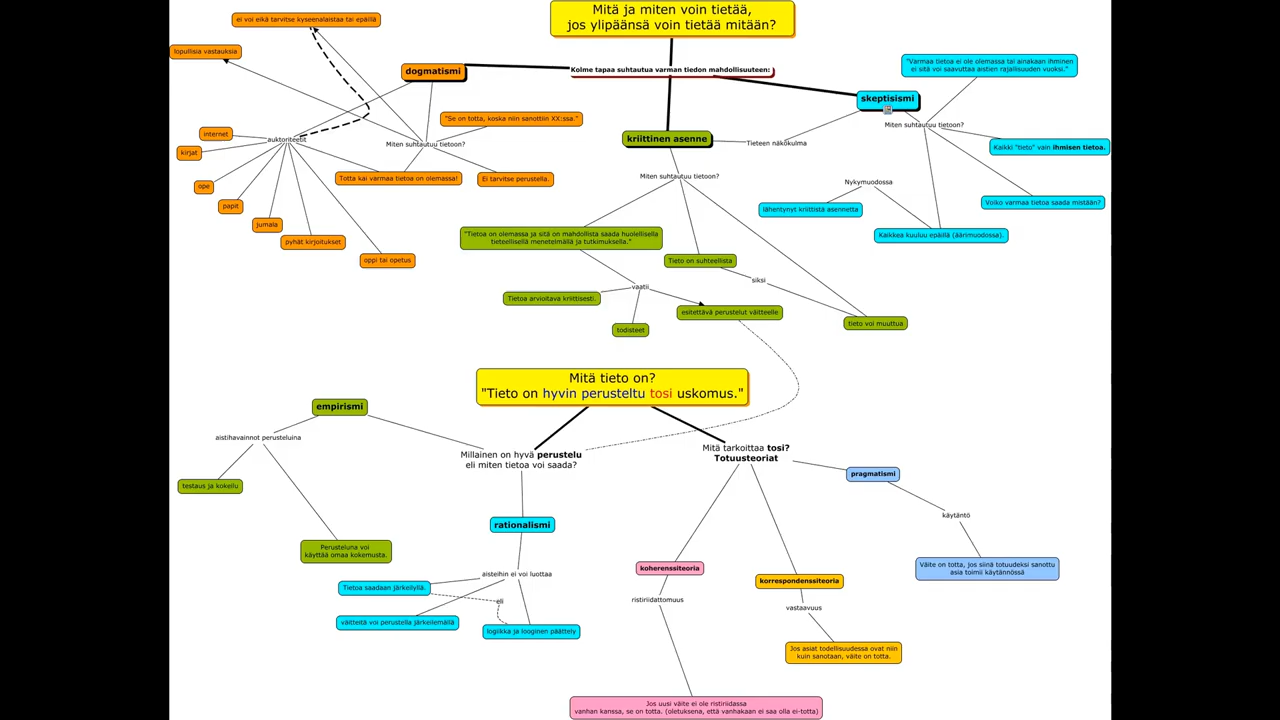 Mitä ja miten voin tietää,
jos ylipäänsä voin tietää mitään?
ei voi eikä tarvitse kyseenalaistaa tai epäillä
lopullisia vastauksia
dogmatismi
Kolme tapaa suhtautua varman tiedon mahdollisuuteen:
"Varmaa tietoa ei ole olemassa tai ainakaan ihminen
ei sitä voi saavuttaa aistien rajallisuuden vuoksi."
skeptisismi
"Se on totta, koska niin sanottiin XX:ssa."
Miten suhtautuu tietoon?
internet
auktoriteetit
Miten suhtautuu tietoon?
kriittinen asenne
Tieteen näkökulma
kirjat
Kaikki "tieto" vain ihmisen tietoa.
ope
Totta kai varmaa tietoa on olemassa!
Ei tarvitse perustella.
Miten suhtautuu tietoon?
Nykymuodossa
papit
lähentynyt kriittistä asennetta
Voiko varmaa tietoa saada mistään?
jumala
pyhät kirjoitukset
"Tietoa on olemassa ja sitä on mahdollista saada huolellisella
tieteellisellä menetelmällä ja tutkimuksella."
Kaikkea kuuluu epäillä (äärimuodossa).
oppi tai opetus
Tieto on suhteellista
siksi
vaatii
Tietoa arvioitava kriittisesti.
esitettävä perustelut väitteelle
todisteet
tieto voi muuttua
Mitä tieto on?
"Tieto on hyvin perusteltu tosi uskomus."
empirismi
aistihavainnot perusteluina
Millainen on hyvä perustelu
eli miten tietoa voi saada?
Mitä tarkoittaa tosi?
Totuusteoriat
pragmatismi
testaus ja kokeilu
käytäntö
rationalismi
Perusteluna voi
käyttää omaa kokemusta.
Väite on totta, jos siinä totuudeksi sanottu
asia toimii käytännössä
aisteihin ei voi luottaa
koherenssiteoria
korrespondenssiteoria
Tietoa saadaan järkeilyllä.
eli
ristiriidattomuus
vastaavuus
väitteitä voi perustella järkeilemällä
logiikka ja looginen päättely
Jos asiat todellisuudessa ovat niin
kuin sanotaan, väite on totta.
Jos uusi väite ei ole ristiriidassa
vanhan kanssa, se on totta. (oletuksena, että vanhakaan ei saa olla ei-totta)